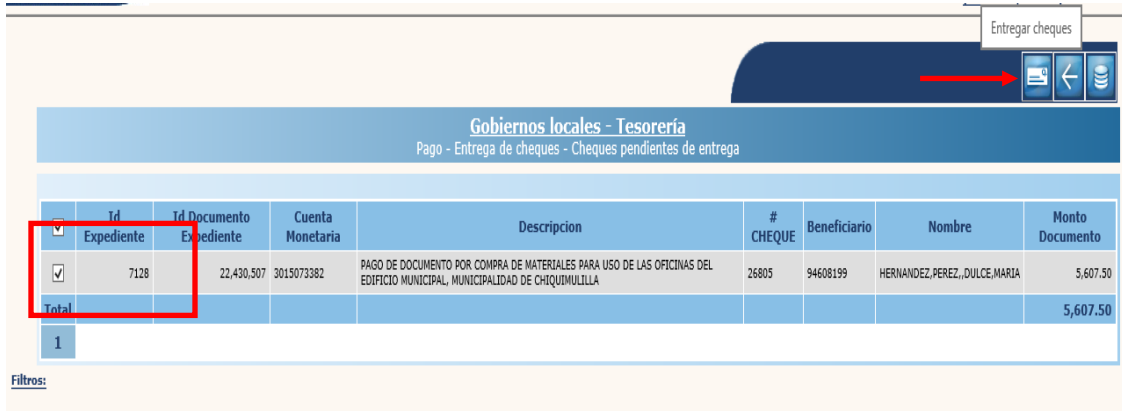 Entregar cheques
Gobiernos locales - Tesorería
Pago - Entrega de cheques - Cheques pendientes de entrega
Id Expediente Id Documento Expediente Cuenta Monetaria Descripcion # CHEQUE Beneficiario Nombre Monto Documento
7128 22,430,507 3015073382 PAGO DE DOCUMENTO POR COMPRA DE MATERIALES PARA USO DE LAS OFICINAS DEL
EDIFICIO MUNICIPAL, MUNICIPALIDAD DE CHIQUIMULILLA 26805 94608199 HERNANDEZ,PEREZ,,DULCE,MARIA 5,607.50
Total 5,607.50
1
Filtros: